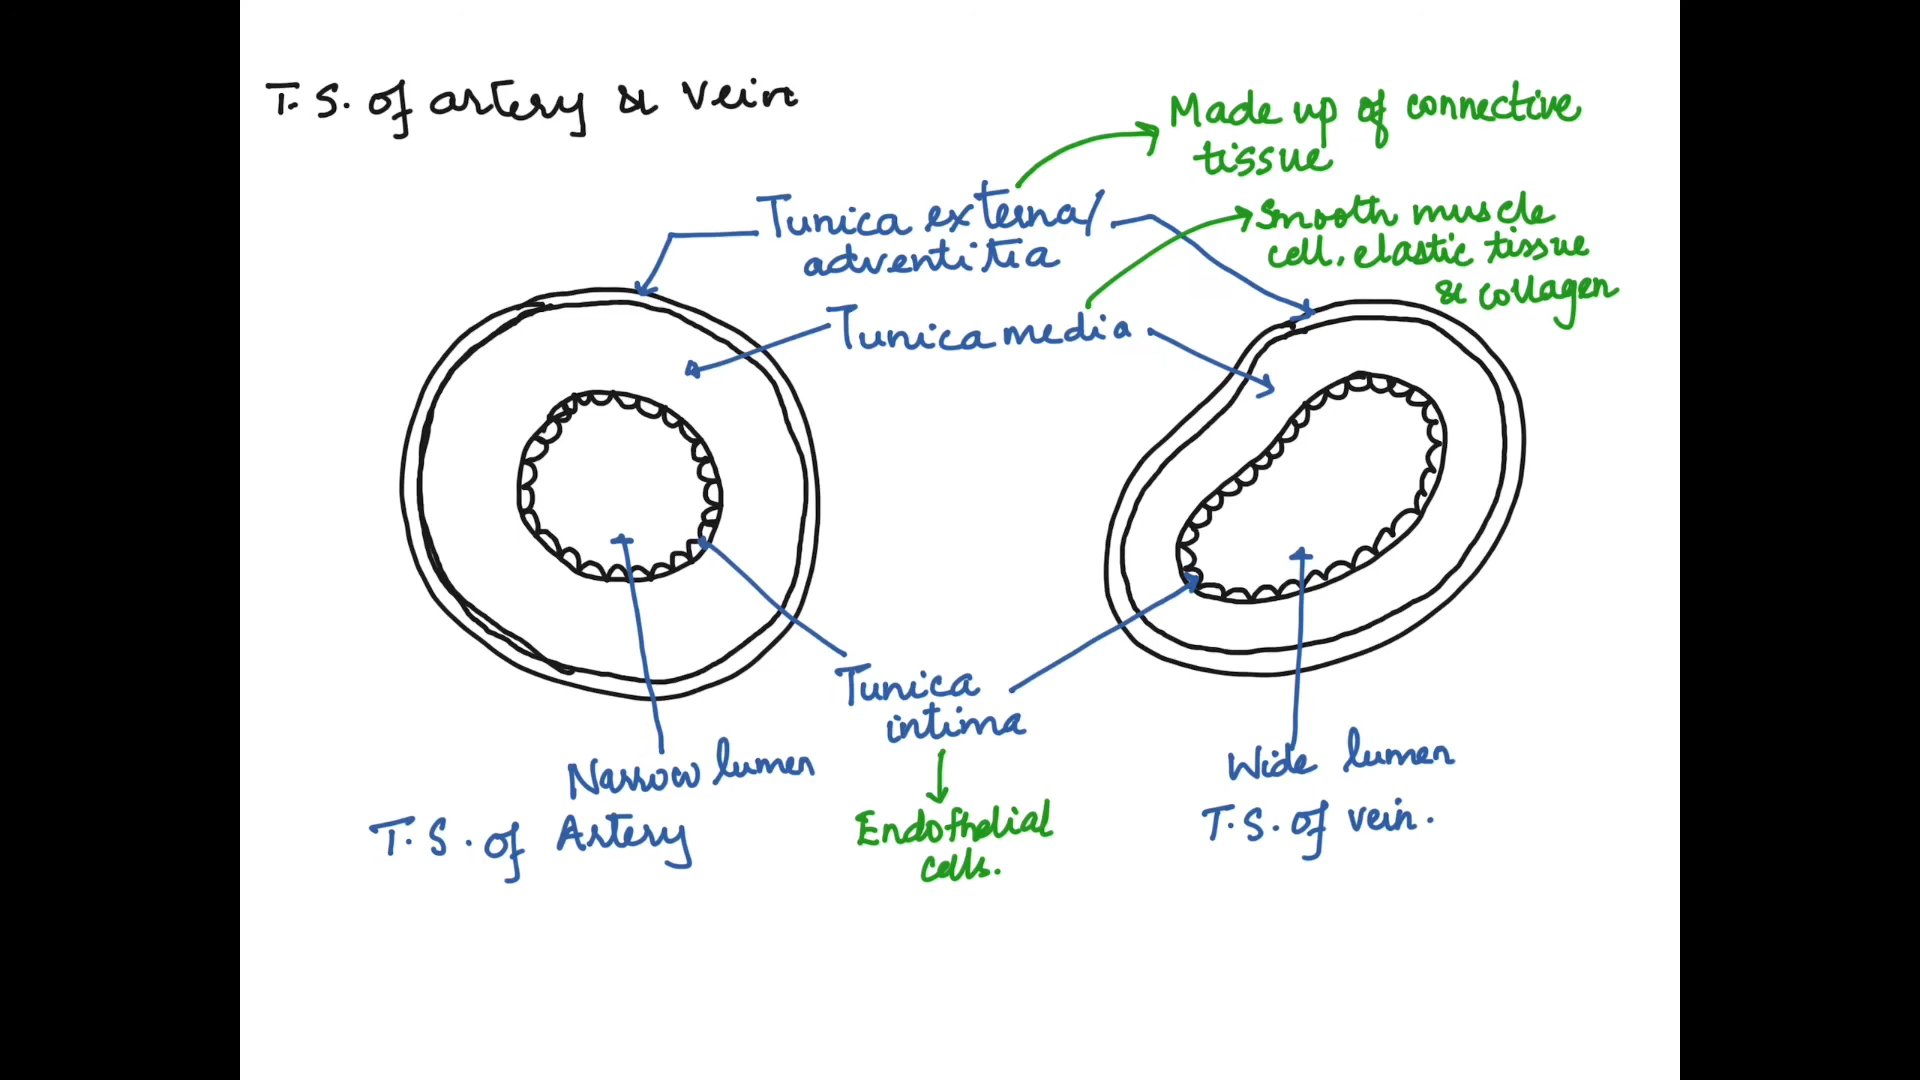 T.S. of artery & vein
Made up of connective
tissue
Tunica externa/
adventitia
Smooth muscle
cell, elastic tissue
& collagen
Tunica media
Tunica
intima
Narrow lumen
Wide lumen
T.S. of Artery
Endothelial
cells.
T.S. of vein.